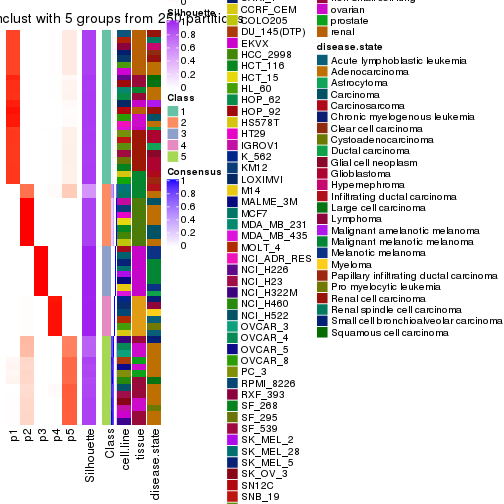 nclust with 5 groups from 250 partitions
Silhouette
1
0.8
0.6
0.4
0.2
0
Class
1
2
3
4
5
Consensus
1
0.8
0.6
0.4
0.2
0
p1
p2
p3
p4
p5
Silhouette
Class
cell.line
tissue
disease.state
CCRF_CEM
COLO205
DU_145(DTP)
EKVX
HCC_2998
HCT_116
HCT_15
HL_60
HOP_62
HOP_92
HS578T
HT29
IGROV1
K_562
KM12
LOXIMVI
M14
MALME_3M
MCF7
MDA_MB_231
MDA_MB_435
MOLT_4
NCI_ADR_RES
NCI_H226
NCI_H23
NCI_H322M
NCI_H460
NCI_H522
OVCAR_3
OVCAR_4
OVCAR_5
OVCAR_8
PC_3
RPMI_8226
RXF_393
SF_268
SF_295
SF_539
SK_MEL_2
SK_MEL_28
SK_MEL_5
SK_OV_3
SN12C
SNB_19
ovarian
prostate
renal
disease.state
Acute lymphoblastic leukemia
Adenocarcinoma
Astrocytoma
Carcinoma
Carcinosarcoma
Chronic myelogenous leukemia
Clear cell carcinoma
Cystoadenocarcinoma
Ductal carcinoma
Glial cell neoplasm
Glioblastoma
Hypernephroma
Infiltrating ductal carcinoma
Large cell carcinoma
Lymphoma
Malignant amelanotic melanoma
Malignant melanotic melanoma
Melanotic melanoma
Myeloma
Papillary infiltrating ductal carcinoma
Pro myelocytic leukemia
Renal cell carcinoma
Renal spindle cell carcinoma
Small cell bronchioalveolar carcinoma
Squamous cell carcinoma